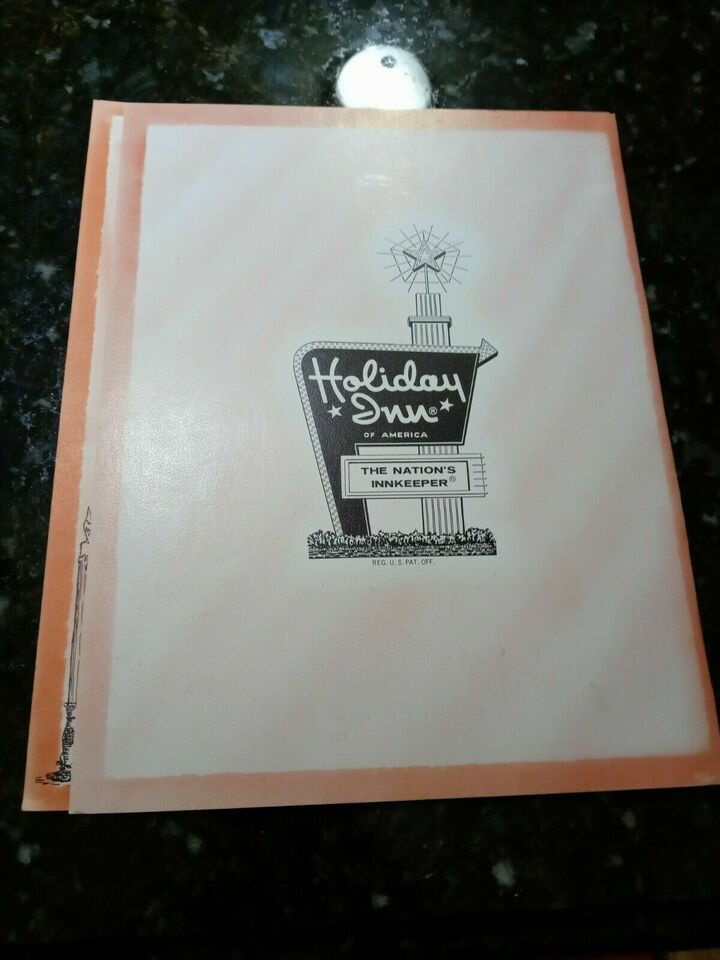 Holiday
Inn®
OF AMERICA
THE NATION'S
INNKEEPER®
REG. U.S. PAT. OFF.